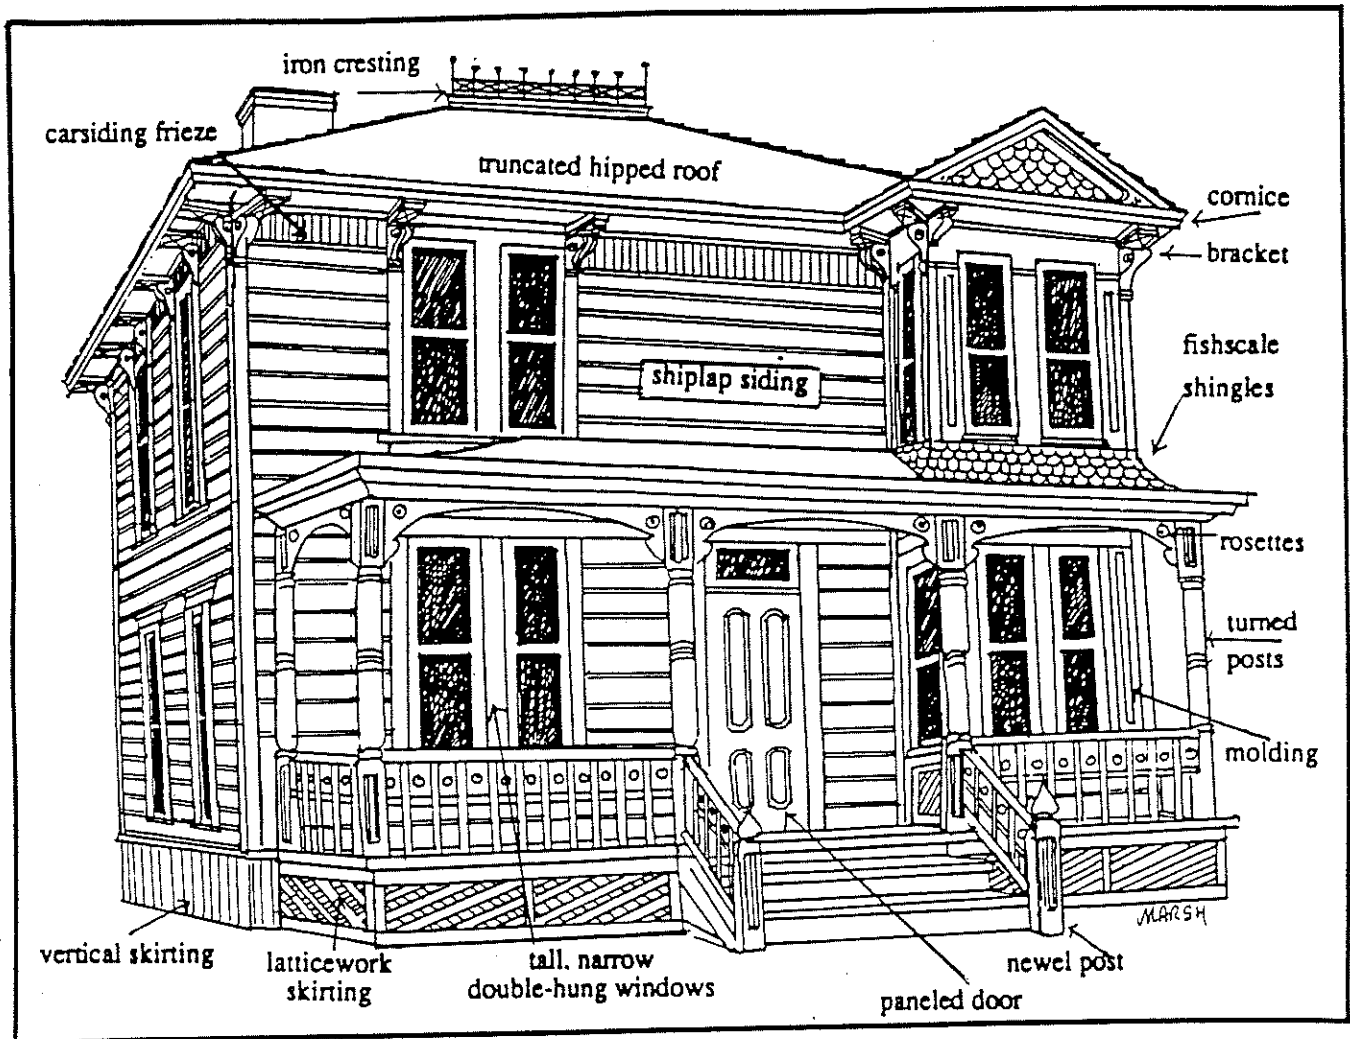 iron cresting
carsiding frieze
truncated hipped roof
cornice
bracket
fishscale
shingles
shiplap siding
rosettes
turned
posts
molding
MARSH
vertical skirting
latticework
skirting
tall, narrow
double-hung windows
newel post
paneled door